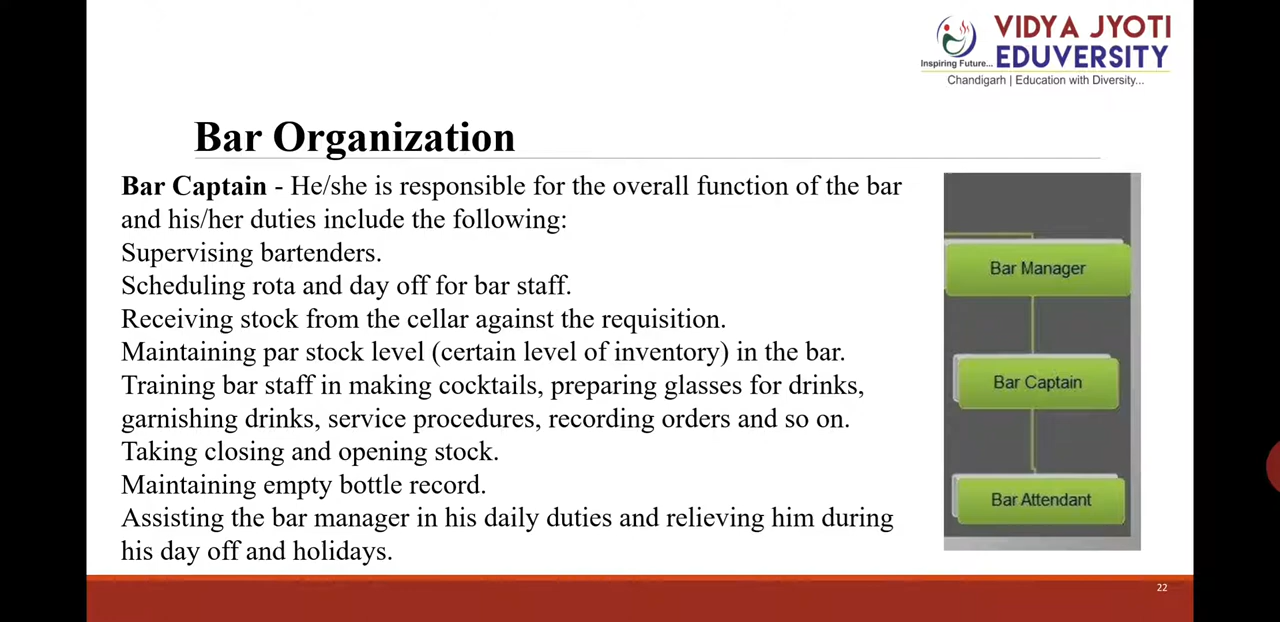 VIDYA JYOTI
EDUVERSITY
Inspiring Future...
Chandigarh | Education with Diversity...
Bar Organization
Bar Captain - He/she is responsible for the overall function of the bar
and his/her duties include the following:
Supervising bartenders.
Scheduling rota and day off for bar staff.
Receiving stock from the cellar against the requisition.
Maintaining par stock level (certain level of inventory) in the bar.
Training bar staff in making cocktails, preparing glasses for drinks,
garnishing drinks, service procedures, recording orders and so on.
Taking closing and opening stock.
Maintaining empty bottle record.
Assisting the bar manager in his daily duties and relieving him during
his day off and holidays.
Bar Manager
Bar Captain
Bar Attendant
22